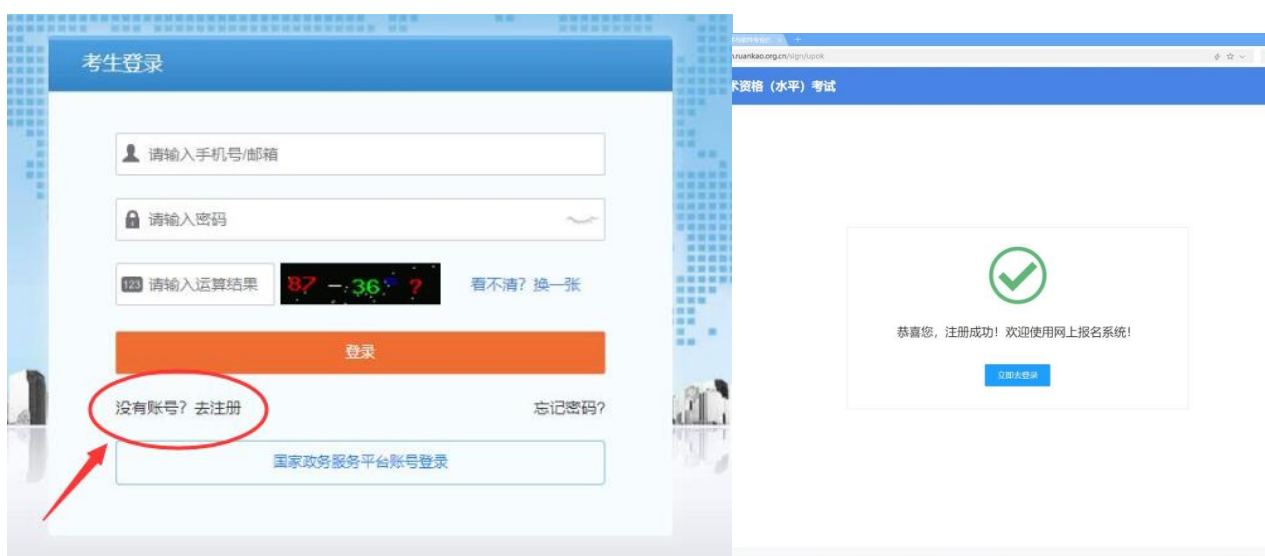 考生登录
请输入手机号/邮箱
请输入密码
123 请输入运算结果 87 - 36 ? 看不清？换一张
登录
没有账号？去注册 忘记密码?
国家政务服务平台账号登录
.ruankao.org.cn/sign/upok
术资格（水平）考试
恭喜您，注册成功！欢迎使用网上报名系统！
立即去登录